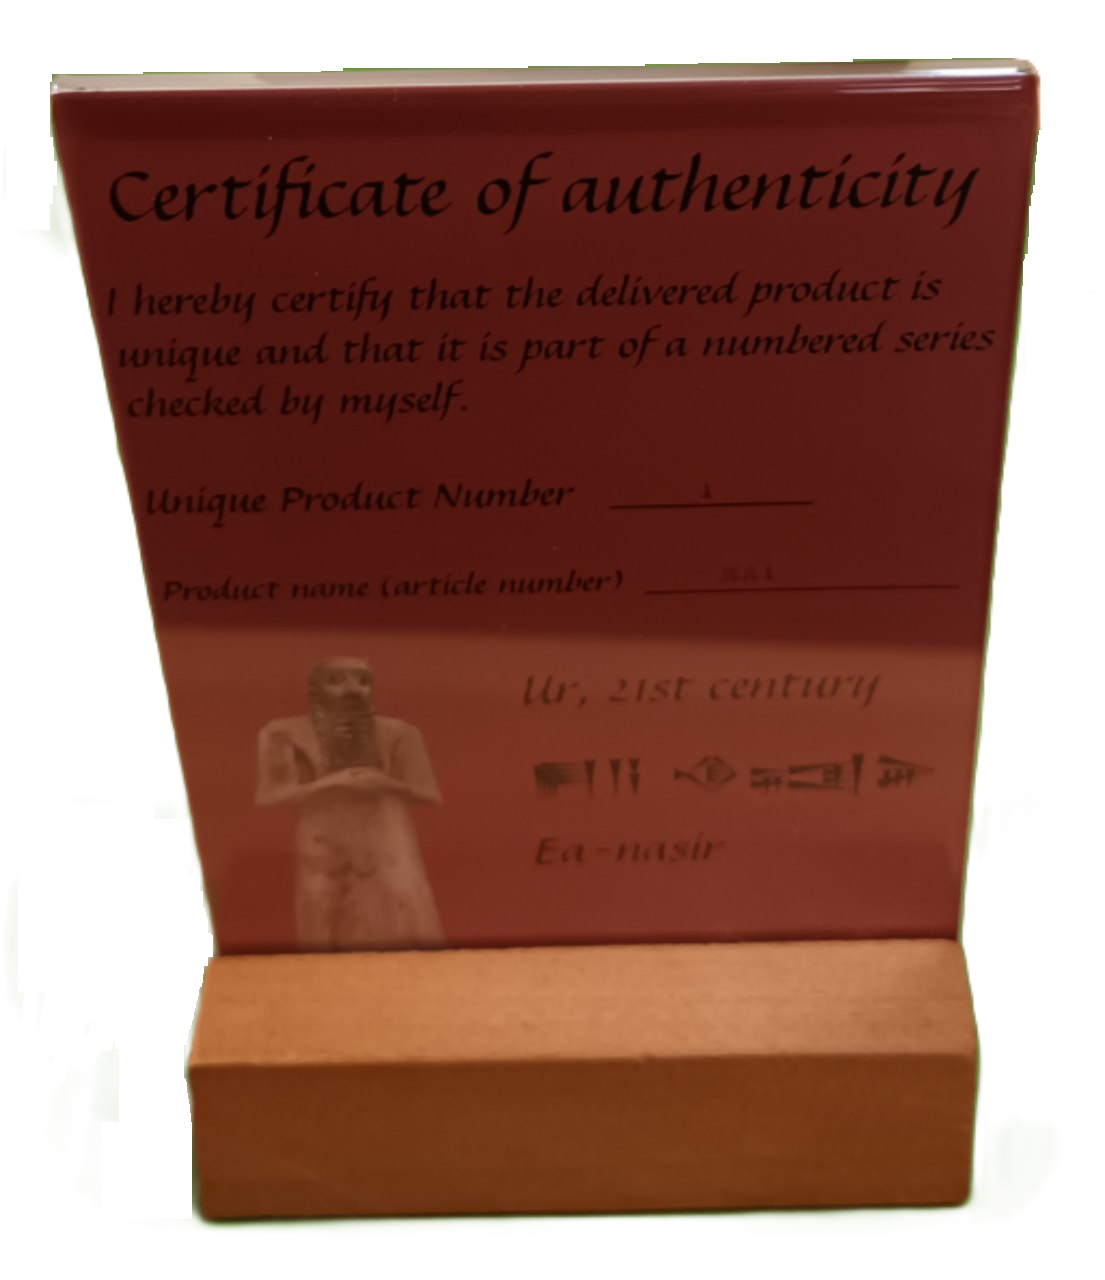 Certificate of authenticity
I hereby certify that the delivered product is
unique and that it is part of a numbered series
checked by myself.
Unique Product Number 1
Product name (article number)
Ur, 21st century
Ea-nasir